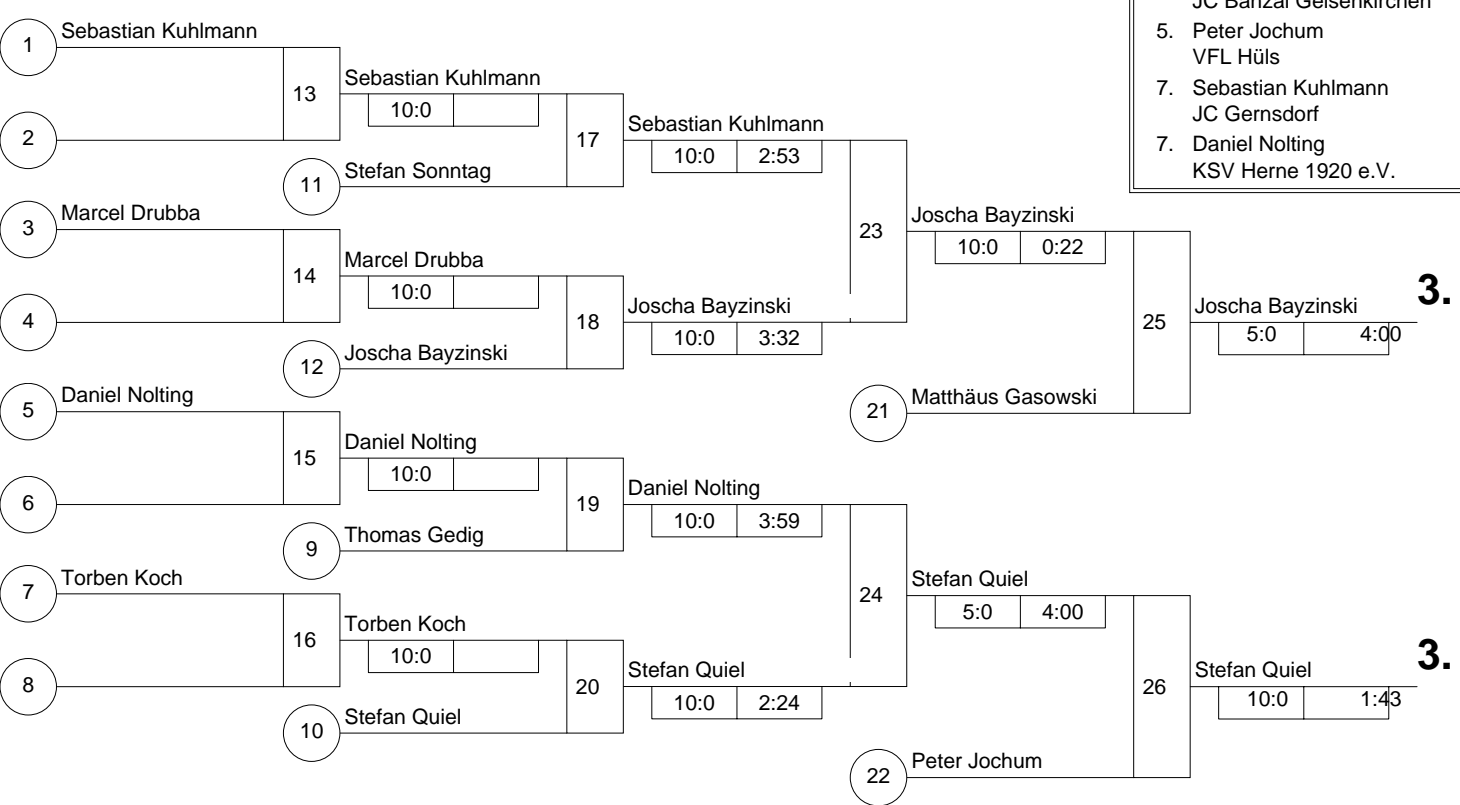 JC Banzai Gelsenkirchen
5. Peter Jochum
VFL Hüls
7. Sebastian Kuhlmann
JC Gernsdorf
7. Daniel Nolting
KSV Herne 1920 e.V.
1 Sebastian Kuhlmann
13 Sebastian Kuhlmann
10:0
2
17 Sebastian Kuhlmann
10:0 2:53
11 Stefan Sonntag
3 Marcel Drubba
23 Joscha Bayzinski
10:0 0:22
14 Marcel Drubba
10:0
4
18 Joscha Bayzinski
10:0 3:32
25 Joscha Bayzinski 3.
5:0 4:00
12 Joscha Bayzinski
5 Daniel Nolting
21 Matthäus Gasowski
15 Daniel Nolting
10:0
6
19 Daniel Nolting
10:0 3:59
9 Thomas Gedig
7 Torben Koch
24 Stefan Quiel
5:0 4:00
16 Torben Koch
10:0
8
20 Stefan Quiel
10:0 2:24
26 Stefan Quiel 3.
10:0 1:43
10 Stefan Quiel
22 Peter Jochum